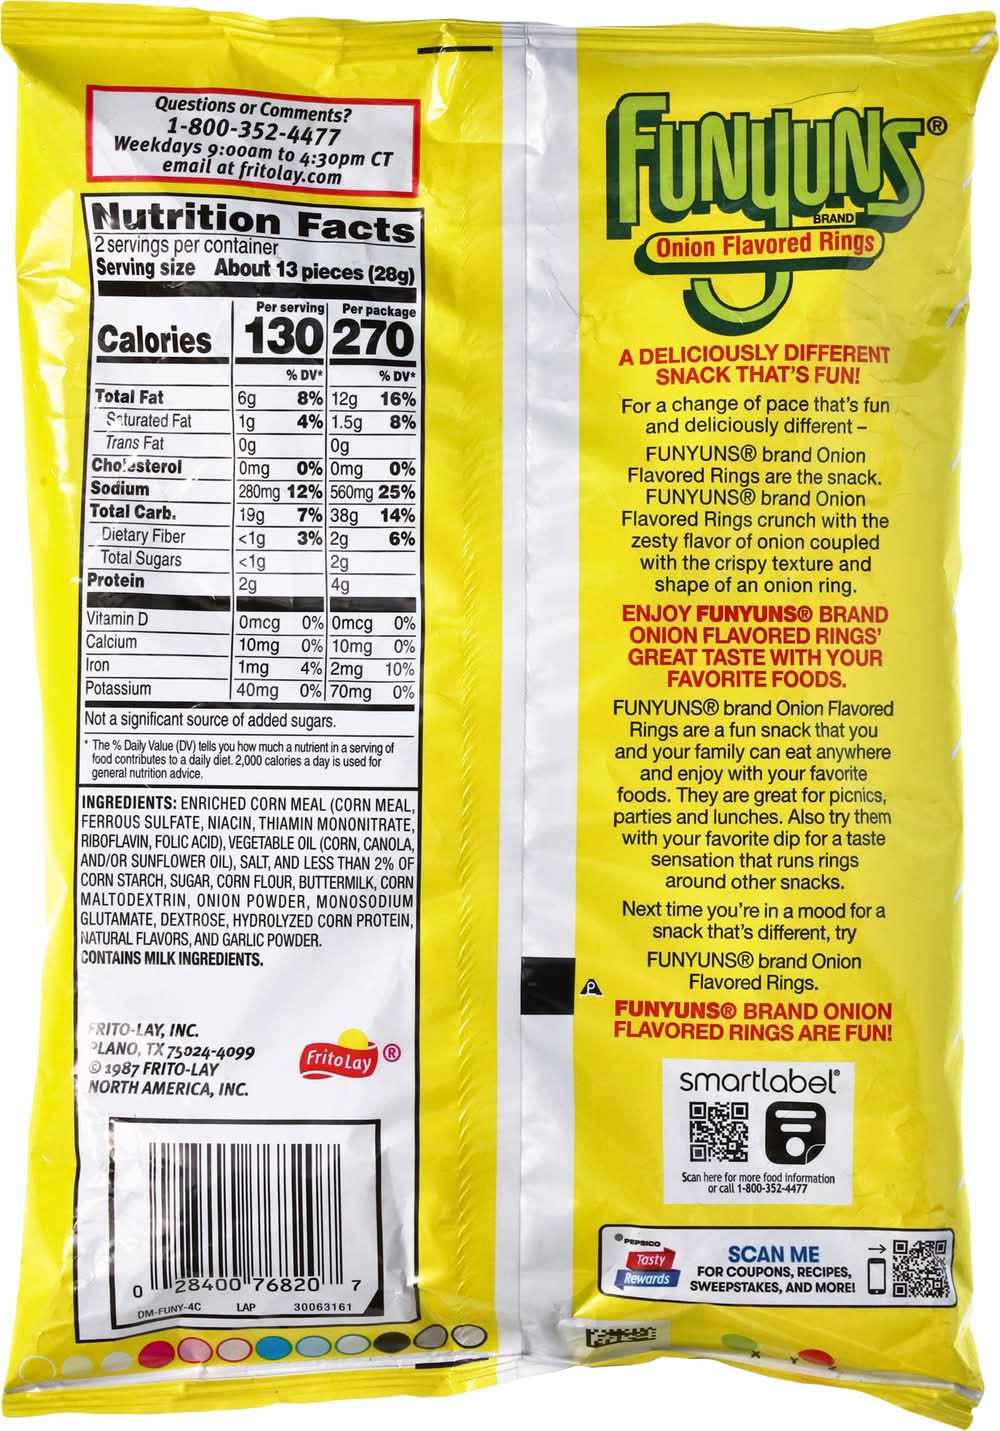 Questions or Comments?
1-800-352-4477
Weekdays 9:00am to 4:30pm CT
email at fritolay.com
Nutrition Facts
2 servings per container
Serving size About 13 pieces (28g)
Per serving Per package
Calories 130 270
% DV* % DV*
Total Fat 6g 8% 12g 16%
Saturated Fat 1g 4% 1.5g 8%
Trans Fat 0g 0g
Cholesterol 0mg 0% 0mg 0%
Sodium 280mg 12% 560mg 25%
Total Carb. 19g 7% 38g 14%
Dietary Fiber <1g 3% 2g 6%
Total Sugars <1g 2g
Protein 2g 4g
Vitamin D 0mcg 0% 0mcg 0%
Calcium 10mg 0% 10mg 0%
Iron 1mg 4% 2mg 10%
Potassium 40mg 0% 70mg 0%
Not a significant source of added sugars.
* The % Daily Value (DV) tells you how much a nutrient in a serving of
food contributes to a daily diet. 2,000 calories a day is used for
general nutrition advice.
INGREDIENTS: ENRICHED CORN MEAL (CORN MEAL,
FERROUS SULFATE, NIACIN, THIAMIN MONONITRATE,
RIBOFLAVIN, FOLIC ACID), VEGETABLE OIL (CORN, CANOLA,
AND/OR SUNFLOWER OIL), SALT, AND LESS THAN 2% OF
CORN STARCH, SUGAR, CORN FLOUR, BUTTERMILK, CORN
MALTODEXTRIN, ONION POWDER, MONOSODIUM
GLUTAMATE, DEXTROSE, HYDROLYZED CORN PROTEIN,
NATURAL FLAVORS, AND GARLIC POWDER.
CONTAINS MILK INGREDIENTS.
FRITO-LAY, INC.
PLANO, TX 75024-4099
© 1987 FRITO-LAY
NORTH AMERICA, INC.
Frito Lay ®
0 28400 76820 7
DM-FUNY-4C LAP 30063161
FUNYUNS®
BRAND
Onion Flavored Rings
A DELICIOUSLY DIFFERENT
SNACK THAT'S FUN!
For a change of pace that's fun
and deliciously different –
FUNYUNS® brand Onion
Flavored Rings are the snack.
FUNYUNS® brand Onion
Flavored Rings crunch with the
zesty flavor of onion coupled
with the crispy texture and
shape of an onion ring.
ENJOY FUNYUNS® BRAND
ONION FLAVORED RINGS'
GREAT TASTE WITH YOUR
FAVORITE FOODS.
FUNYUNS® brand Onion Flavored
Rings are a fun snack that you
and your family can eat anywhere
and enjoy with your favorite
foods. They are great for picnics,
parties and lunches. Also try them
with your favorite dip for a taste
sensation that runs rings
around other snacks.
Next time you're in a mood for a
snack that's different, try
FUNYUNS® brand Onion
Flavored Rings.
FUNYUNS® BRAND ONION
FLAVORED RINGS ARE FUN!
smartlabel®
Scan here for more food information
or call 1-800-352-4477
PEPSICO
Tasty
Rewards
SCAN ME
FOR COUPONS, RECIPES,
SWEEPSTAKES, AND MORE!